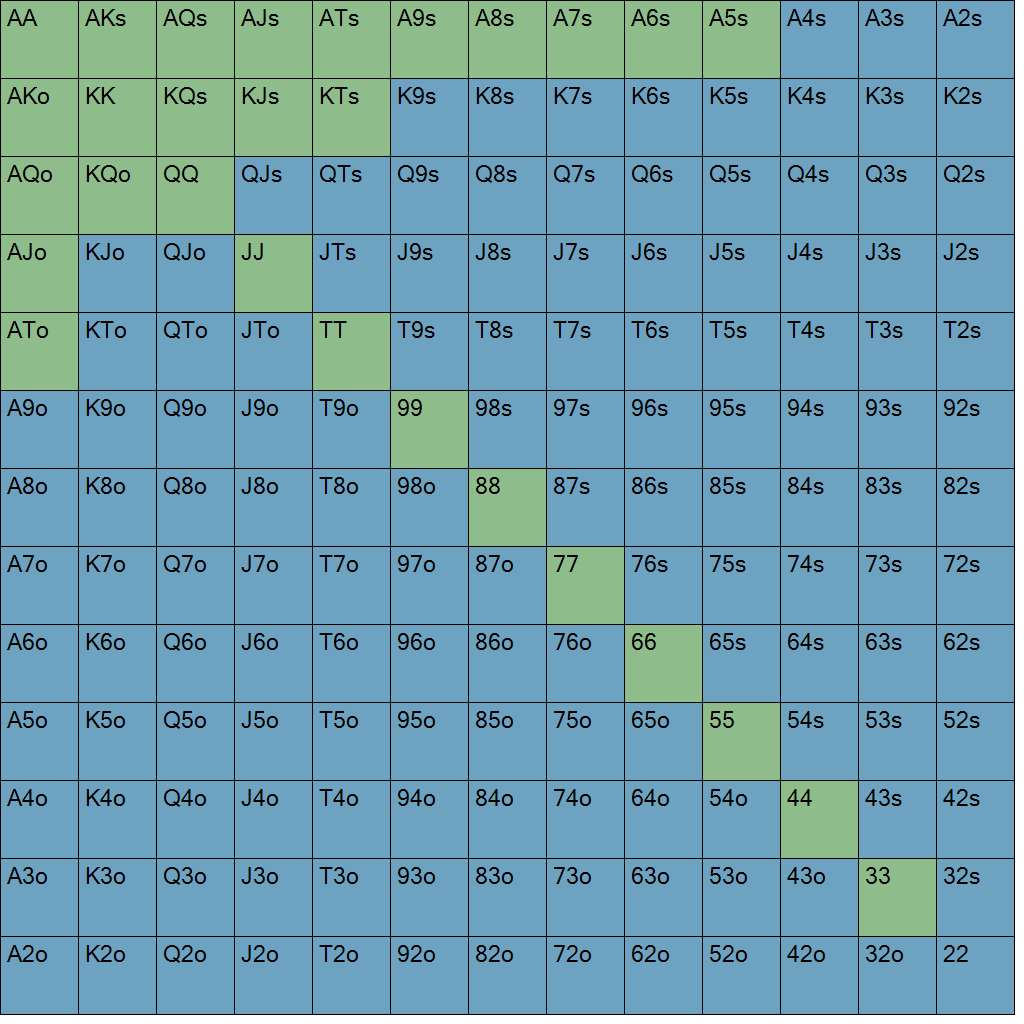 AA AKs AQs AJs ATs A9s A8s A7s A6s A5s A4s A3s A2s
AKo KK KQs KJs KTs K9s K8s K7s K6s K5s K4s K3s K2s
AQo KQo QQ QJs QTs Q9s Q8s Q7s Q6s Q5s Q4s Q3s Q2s
AJo KJo QJo JJ JTs J9s J8s J7s J6s J5s J4s J3s J2s
ATo KTo QTo JTo TT T9s T8s T7s T6s T5s T4s T3s T2s
A9o K9o Q9o J9o T9o 99 98s 97s 96s 95s 94s 93s 92s
A8o K8o Q8o J8o T8o 98o 88 87s 86s 85s 84s 83s 82s
A7o K7o Q7o J7o T7o 97o 87o 77 76s 75s 74s 73s 72s
A6o K6o Q6o J6o T6o 96o 86o 76o 66 65s 64s 63s 62s
A5o K5o Q5o J5o T5o 95o 85o 75o 65o 55 54s 53s 52s
A4o K4o Q4o J4o T4o 94o 84o 74o 64o 54o 44 43s 42s
A3o K3o Q3o J3o T3o 93o 83o 73o 63o 53o 43o 33 32s
A2o K2o Q2o J2o T2o 92o 82o 72o 62o 52o 42o 32o 22